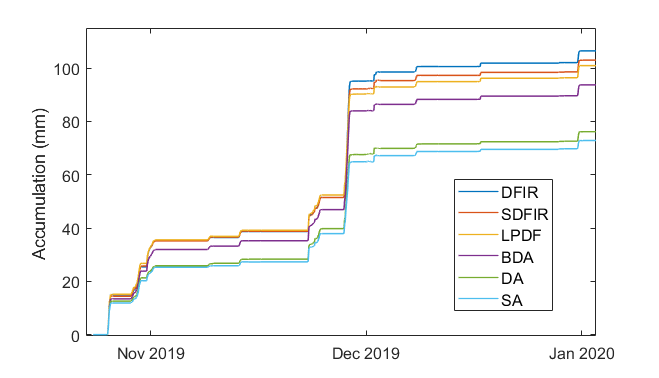 Accumulation (mm)
100
80
60
40
20
0
Nov 2019
Dec 2019
Jan 2020
DFIR
SDFIR
LPDF
BDA
DA
SA